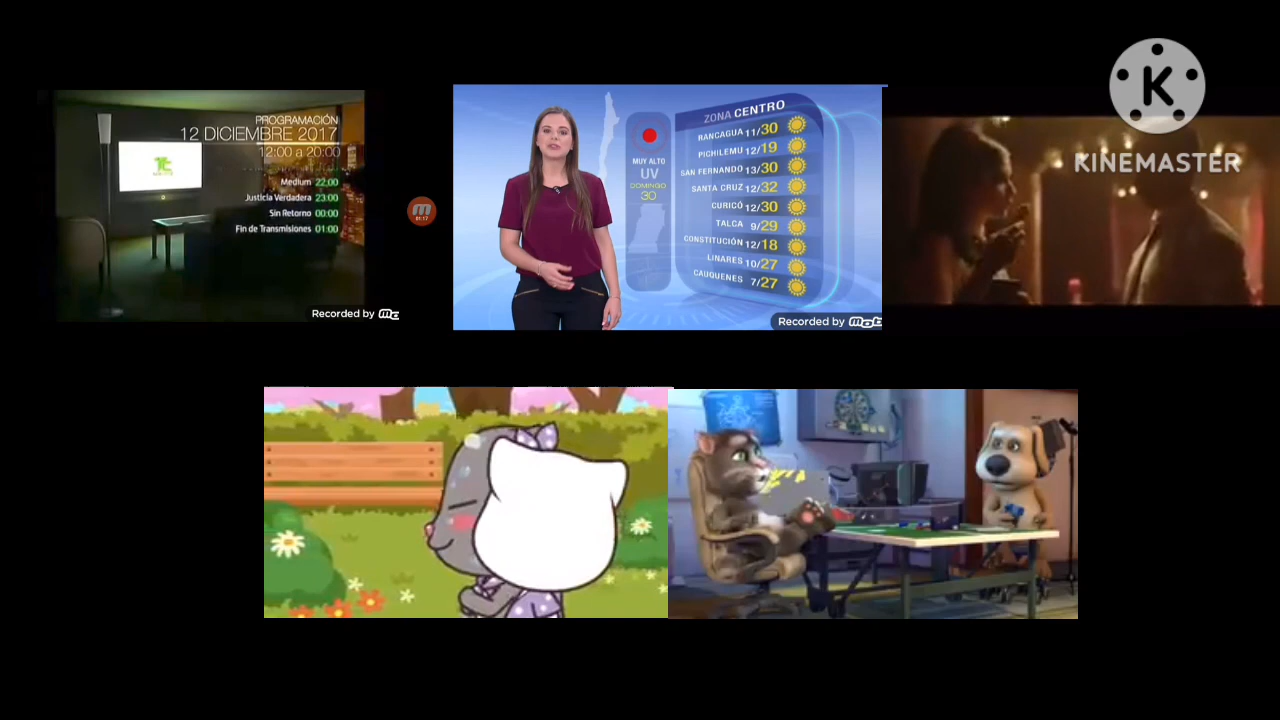 PROGRAMACIÓN
12 DICIEMBRE 2017
12:00 a 20:00
Medium 22:00
Justicia Verdadera 23:00
Sin Retorno 00:00
Fin de Transmisiones 01:00
01:17
Recorded by
ZONA CENTRO
MUY ALTO
UV
DOMINGO
30
RANCAGUA 11/30
PICHILEMU 12/19
SAN FERNANDO 13/30
SANTA CRUZ 12/32
CURICÓ 12/30
TALCA 9/29
CONSTITUCIÓN 12/18
LINARES 10/27
CAUQUENES 7/27
Recorded by
K
KINEMASTER